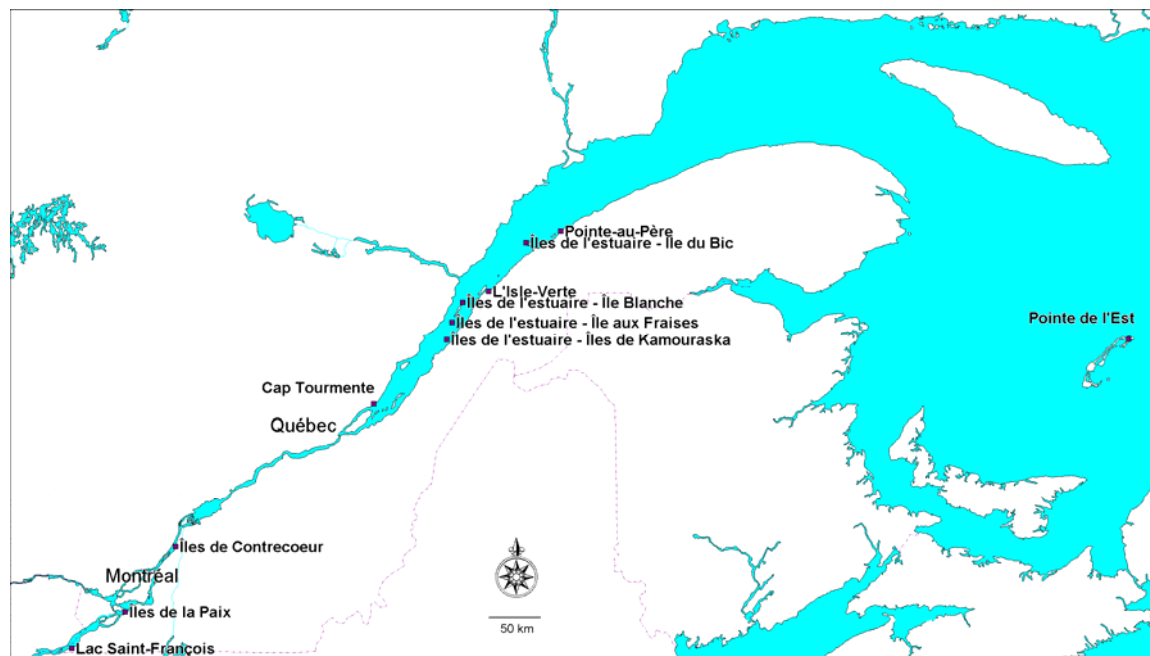 Pointe-au-Père
Îles de l'estuaire - Île du Bic
L'Isle-Verte
Îles de l'estuaire - Île Blanche
Îles de l'estuaire - Île aux Fraises
Pointe de l'Est
Îles de l'estuaire - Îles de Kamouraska
Cap Tourmente
Québec
Îles de Contrecoeur
Montréal
Îles de la Paix
50 km
Lac Saint-François